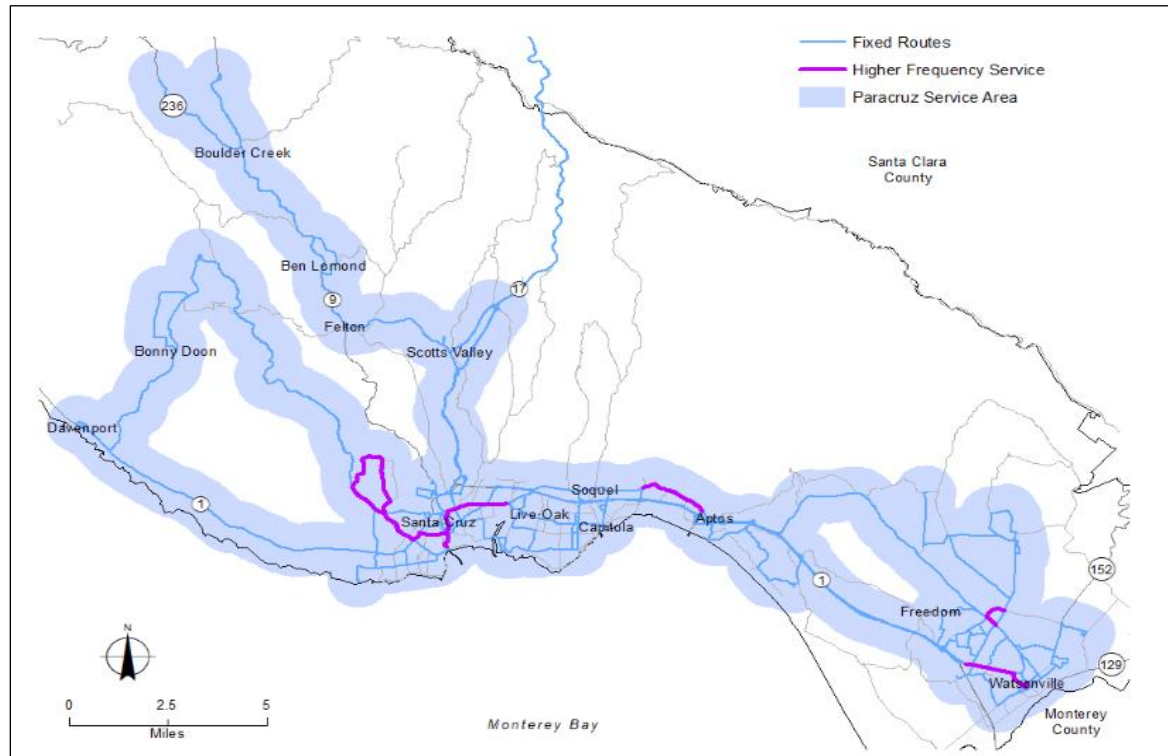 Fixed Routes
Higher Frequency Service
Paracruz Service Area
236
Boulder Creek
Santa Clara
County
Ben Lomond
17
9
Felton
Scotts Valley
Bonny Doon
Davenport
1
Soquel
Santa Cruz
Live Oak
Capitola
Aptos
1
152
Freedom
129
Watsonville
N
0 2.5 5
Miles
Monterey Bay
Monterey
County